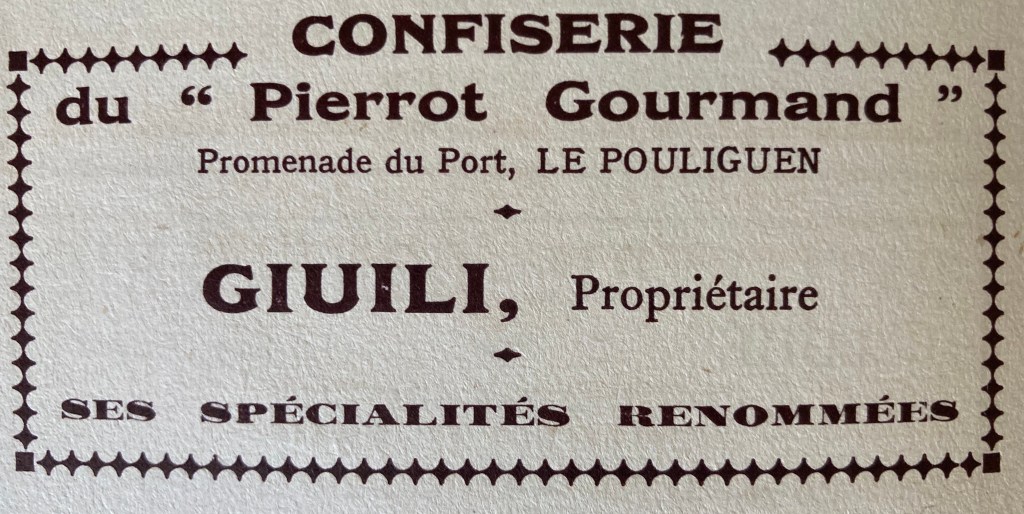 CONFISERIE
du “ Pierrot Gourmand ”
Promenade du Port, LE POULIGUEN
GIUILI, Propriétaire
SES SPÉCIALITÉS RENOMMÉES